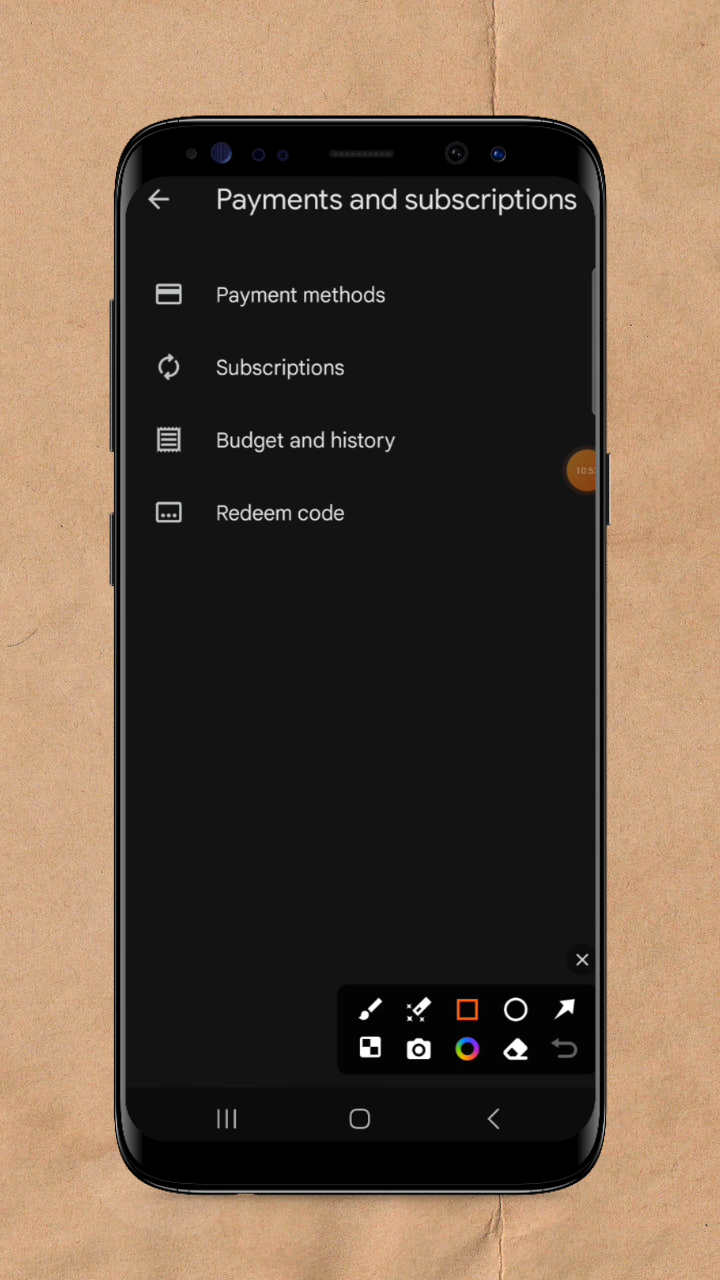 Payments and subscriptions
Payment methods
Subscriptions
Budget and history
Redeem code